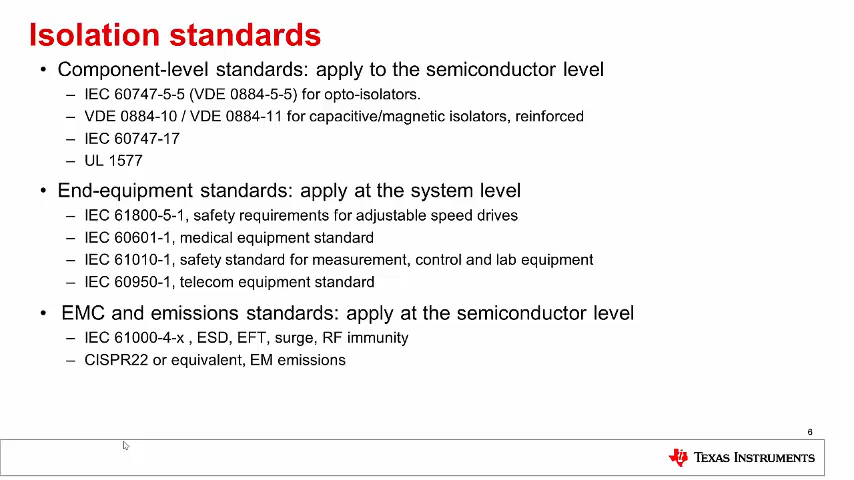 Isolation standards
• Component-level standards: apply to the semiconductor level
– IEC 60747-5-5 (VDE 0884-5-5) for opto-isolators.
– VDE 0884-10 / VDE 0884-11 for capacitive/magnetic isolators, reinforced
– IEC 60747-17
– UL 1577
• End-equipment standards: apply at the system level
– IEC 61800-5-1, safety requirements for adjustable speed drives
– IEC 60601-1, medical equipment standard
– IEC 61010-1, safety standard for measurement, control and lab equipment
– IEC 60950-1, telecom equipment standard
• EMC and emissions standards: apply at the semiconductor level
– IEC 61000-4-x , ESD, EFT, surge, RF immunity
– CISPR22 or equivalent, EM emissions
6
TEXAS INSTRUMENTS